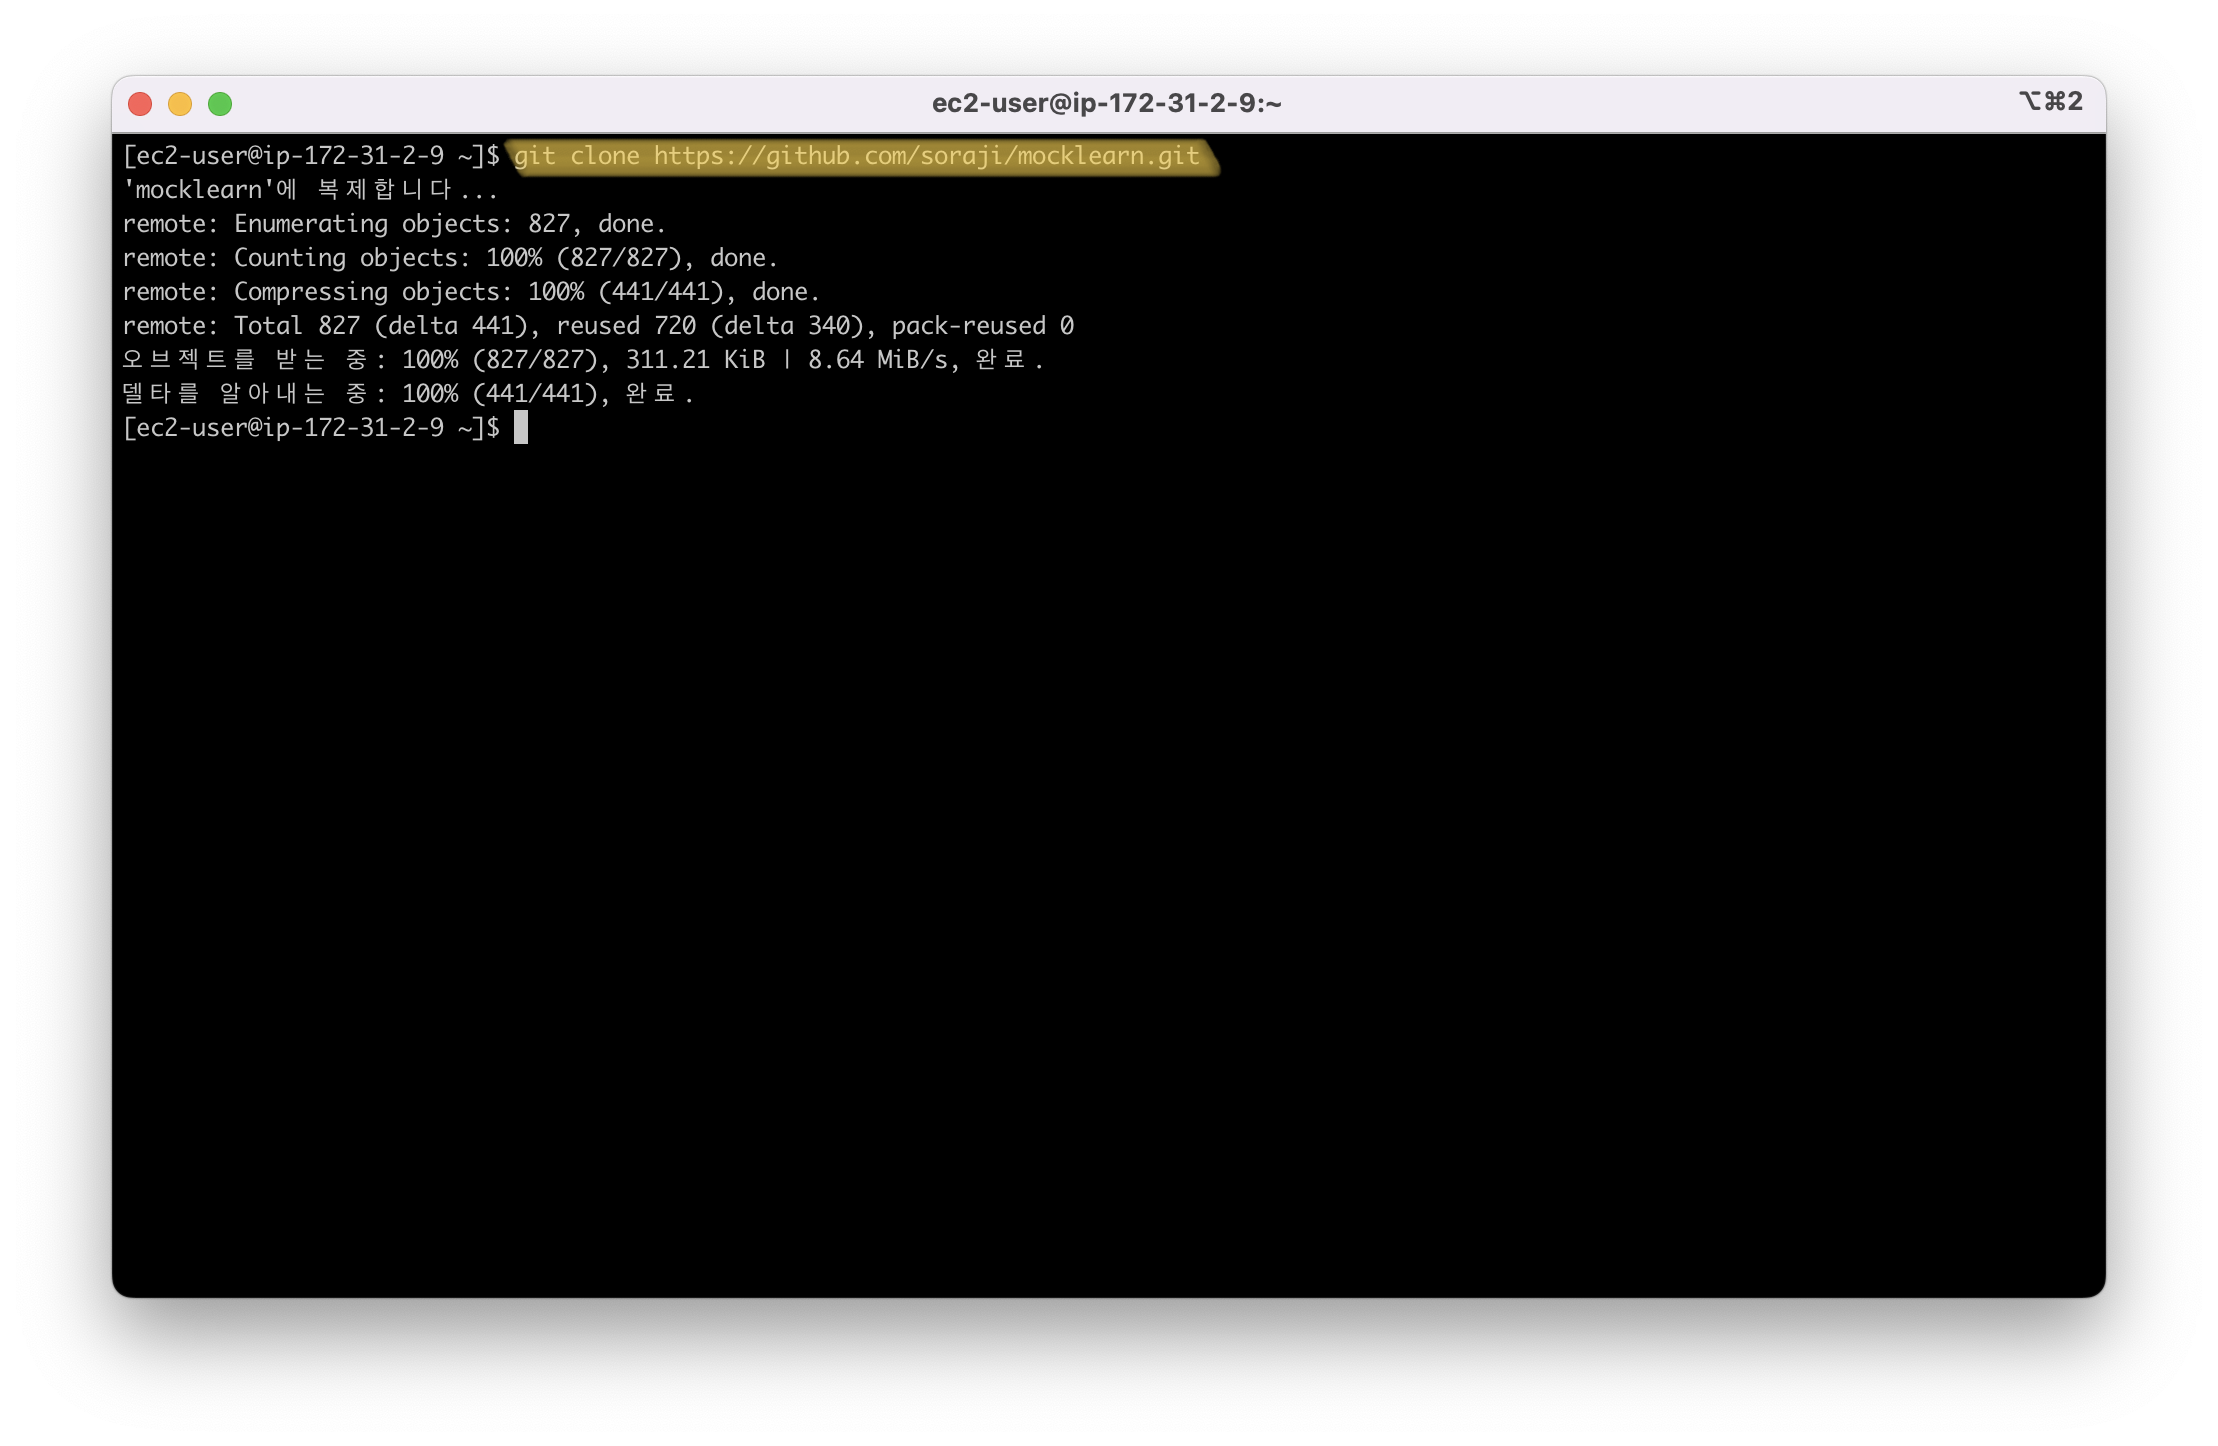 ec2-user@ip-172-31-2-9:~ ⌥⌘2
[ec2-user@ip-172-31-2-9 ~]$ git clone https://github.com/soraji/mocklearn.git
'mocklearn'에 복제합니다...
remote: Enumerating objects: 827, done.
remote: Counting objects: 100% (827/827), done.
remote: Compressing objects: 100% (441/441), done.
remote: Total 827 (delta 441), reused 720 (delta 340), pack-reused 0
오브젝트를 받는 중: 100% (827/827), 311.21 KiB | 8.64 MiB/s, 완료.
델타를 알아내는 중: 100% (441/441), 완료.
[ec2-user@ip-172-31-2-9 ~]$